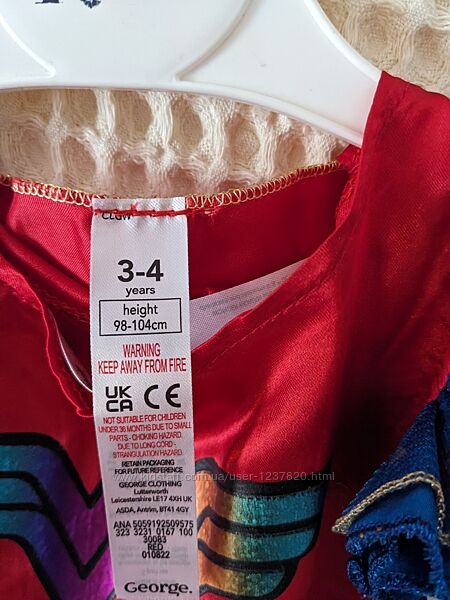 3-4
years
height
98-104cm
WARNING
KEEP AWAY FROM FIRE
UK
CA CE
NOT SUITABLE FOR CHILDREN
UNDER 36 MONTHS DUE TO SMALL
PARTS - CHOKING HAZARD.
DUE TO LONG CORD -
STRANGULATION HAZARD.
RETAIN PACKAGING
FOR FUTURE REFERENCE
GEORGE CLOTHING
Lutterworth
Leicestershire LE17 4XH UK
ASDA, Antrim, BT41 4GY
ANA 5059192509575
323 3231 0167 100
30083
RED
010822
George.